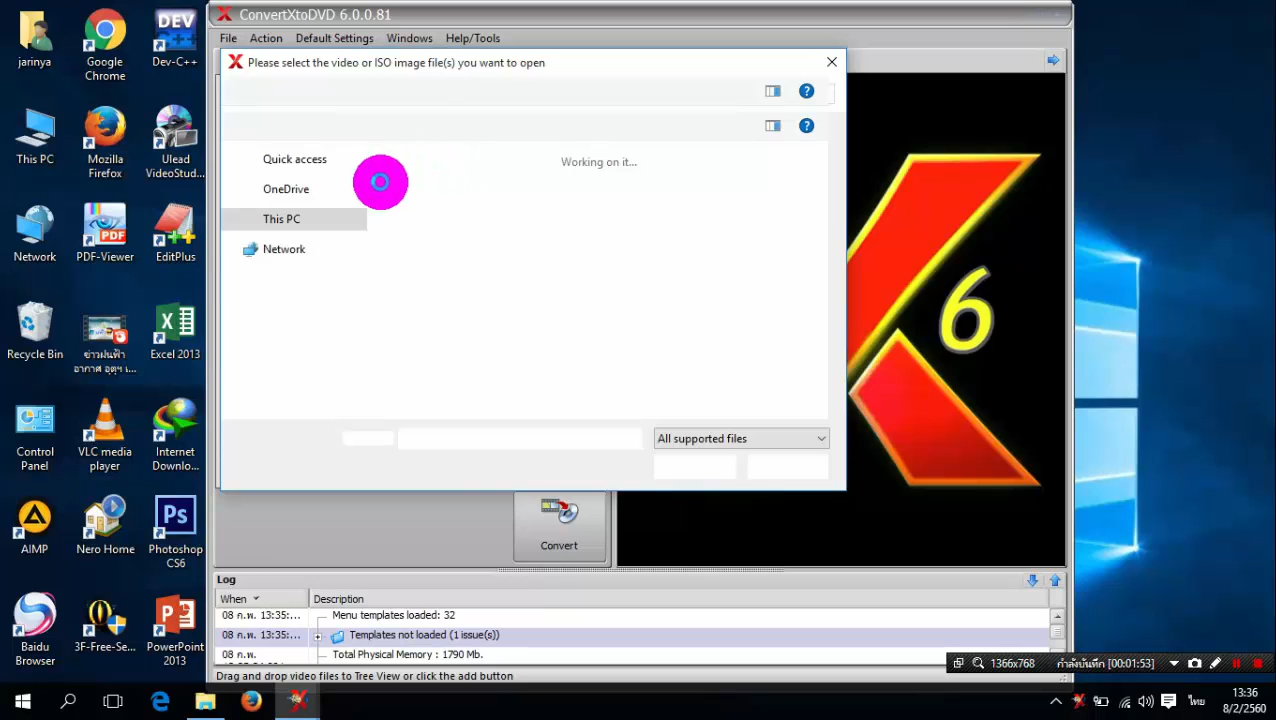 ConvertXtoDVD 6.0.0.81
File Action Default Settings Windows Help/Tools
Please select the video or ISO image file(s) you want to open
Quick access
OneDrive
This PC
Network
Working on it...
All supported files
6
Convert
Log
When Description
08 ก.พ. 13:35:... Menu templates loaded: 32
08 ก.พ. 13:35:... Templates not loaded (1 issue(s))
08 ก.พ. Total Physical Memory : 1790 Mb.
Drag and drop video files to Tree View or click the add button
jarinya
Google
Chrome
DEV
C++
Dev-C++
This PC
Mozilla
Firefox
Ulead
VideoStud...
Network
PDF
PDF-Viewer
EditPlus
Recycle Bin
ข่าวฝนฟ้า
อากาศ อุตุฯ เ...
Excel 2013
Control
Panel
VLC media
player
Internet
Downlo...
AIMP
Nero Home
Ps
Photoshop
CS6
Baidu
Browser
3F-Free-Se...
PowerPoint
2013
1366x768 กำลังบันทึก [00:01:53]
ไทย
13:36
8/2/2560